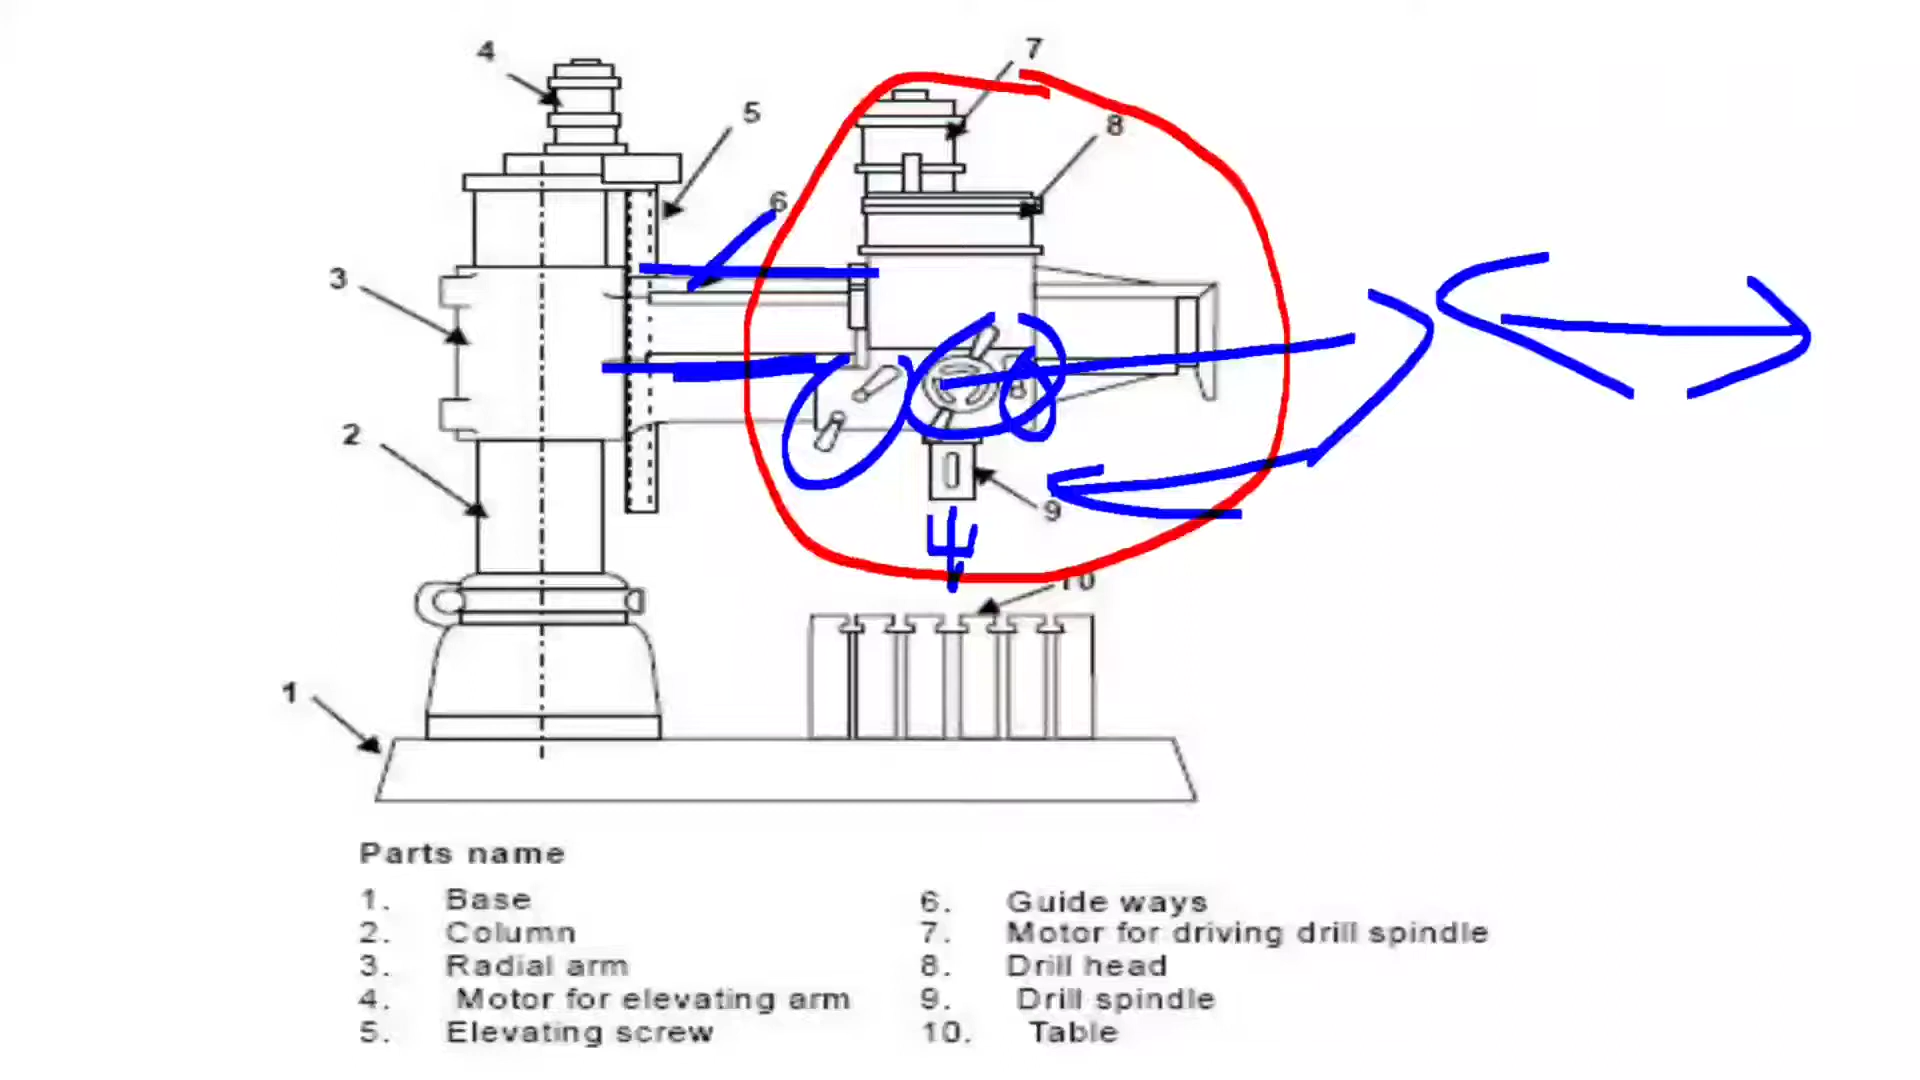 4
7
5
8
6
3
2
9
10
1
Parts name
1. Base
2. Column
3. Radial arm
4. Motor for elevating arm
5. Elevating screw
6. Guide ways
7. Motor for driving drill spindle
8. Drill head
9. Drill spindle
10. Table